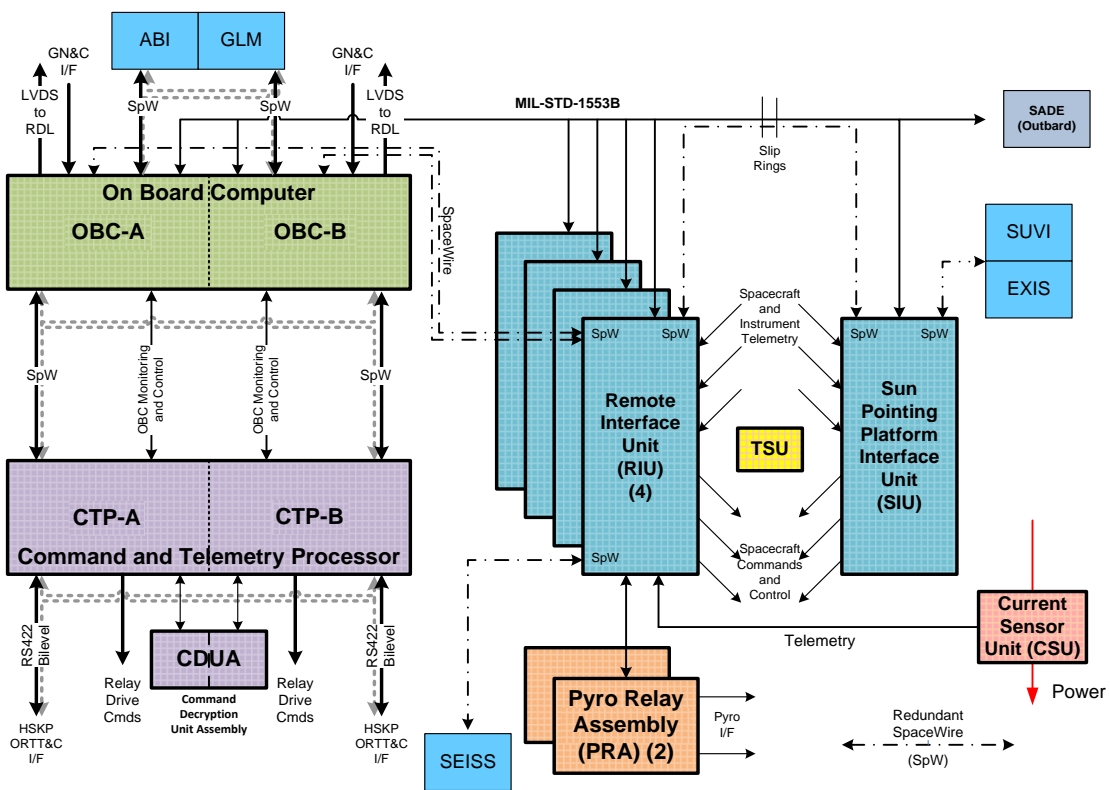 ABI
GLM
GN&C
I/F
GN&C
I/F
LVDS
to
RDL
LVDS
to
RDL
SpW
SpW
MIL-STD-1553B
SADE
(Outbard)
Slip
Rings
On Board Computer
OBC-A
OBC-B
SpaceWire
SUVI
EXIS
SpW
SpW
SpW
SpW
Spacecraft
and
Instrument
Telemetry
SpW
OBC Monitoring
and Control
OBC Monitoring
and Control
SpW
Remote
Interface
Unit
(RIU)
(4)
TSU
Sun
Pointing
Platform
Interface
Unit
(SIU)
CTP-A
CTP-B
Command and Telemetry Processor
SpW
Spacecraft
Commands
and
Control
RS422
Bilevel
RS422
Bilevel
CDUA
Command
Decryption
Unit Assembly
Relay
Drive
Cmds
Relay
Drive
Cmds
HSKP
ORTT&C
I/F
HSKP
ORTT&C
I/F
Telemetry
Current
Sensor
Unit (CSU)
Power
Pyro Relay
Assembly
(PRA) (2)
Pyro
I/F
SEISS
Redundant
SpaceWire
(SpW)